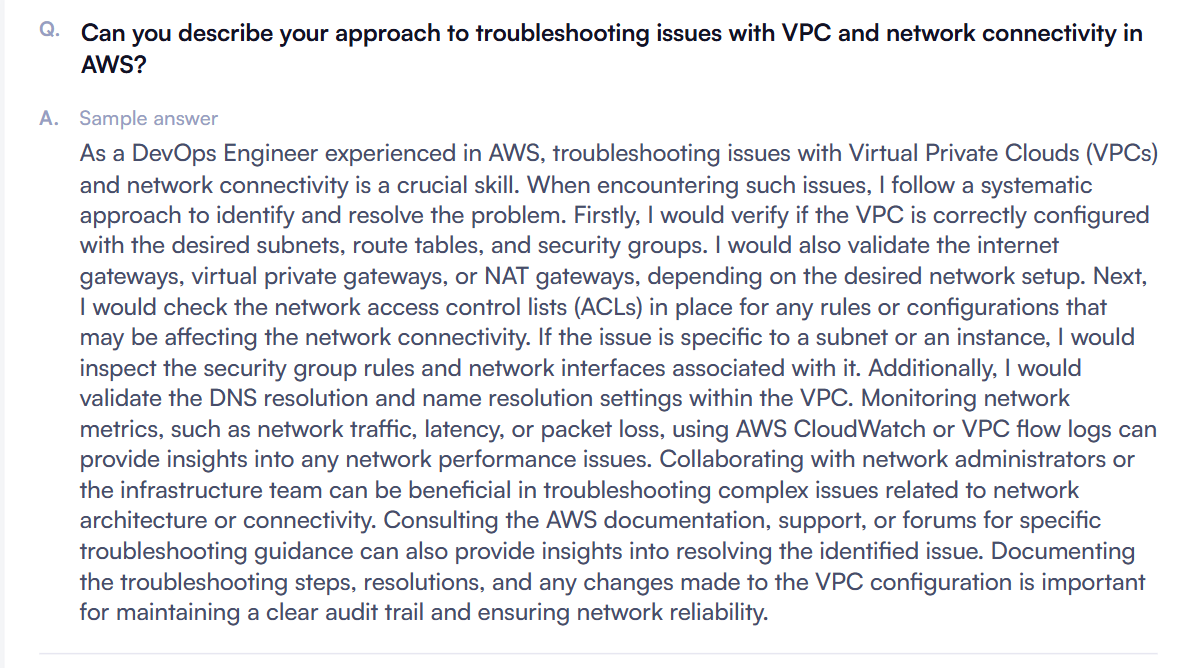 Q. Can you describe your approach to troubleshooting issues with VPC and network connectivity in
AWS?
A. Sample answer
As a DevOps Engineer experienced in AWS, troubleshooting issues with Virtual Private Clouds (VPCs)
and network connectivity is a crucial skill. When encountering such issues, I follow a systematic
approach to identify and resolve the problem. Firstly, I would verify if the VPC is correctly configured
with the desired subnets, route tables, and security groups. I would also validate the internet
gateways, virtual private gateways, or NAT gateways, depending on the desired network setup. Next,
I would check the network access control lists (ACLs) in place for any rules or configurations that
may be affecting the network connectivity. If the issue is specific to a subnet or an instance, I would
inspect the security group rules and network interfaces associated with it. Additionally, I would
validate the DNS resolution and name resolution settings within the VPC. Monitoring network
metrics, such as network traffic, latency, or packet loss, using AWS CloudWatch or VPC flow logs can
provide insights into any network performance issues. Collaborating with network administrators or
the infrastructure team can be beneficial in troubleshooting complex issues related to network
architecture or connectivity. Consulting the AWS documentation, support, or forums for specific
troubleshooting guidance can also provide insights into resolving the identified issue. Documenting
the troubleshooting steps, resolutions, and any changes made to the VPC configuration is important
for maintaining a clear audit trail and ensuring network reliability.